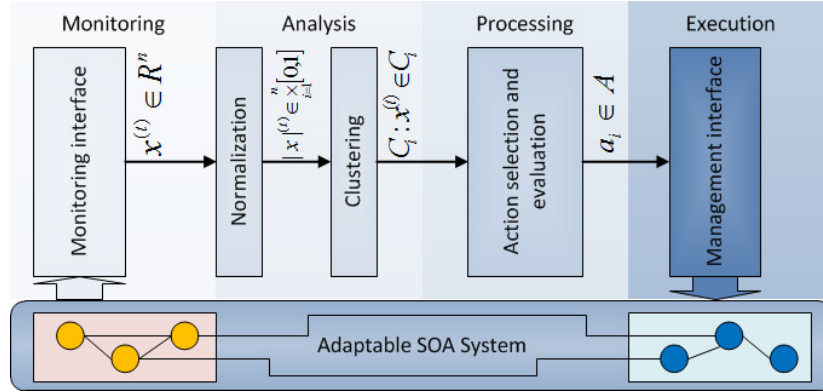 Monitoring
Analysis
Processing
Execution
Monitoring interface
x^(t) ∈ R^n
Normalization
|x|^(t) ∈ ×_{i=1}^n [0,1]
Clustering
C_i : x^(t) ∈ C_i
Action selection and
evaluation
a_i ∈ A
Management interface
Adaptable SOA System